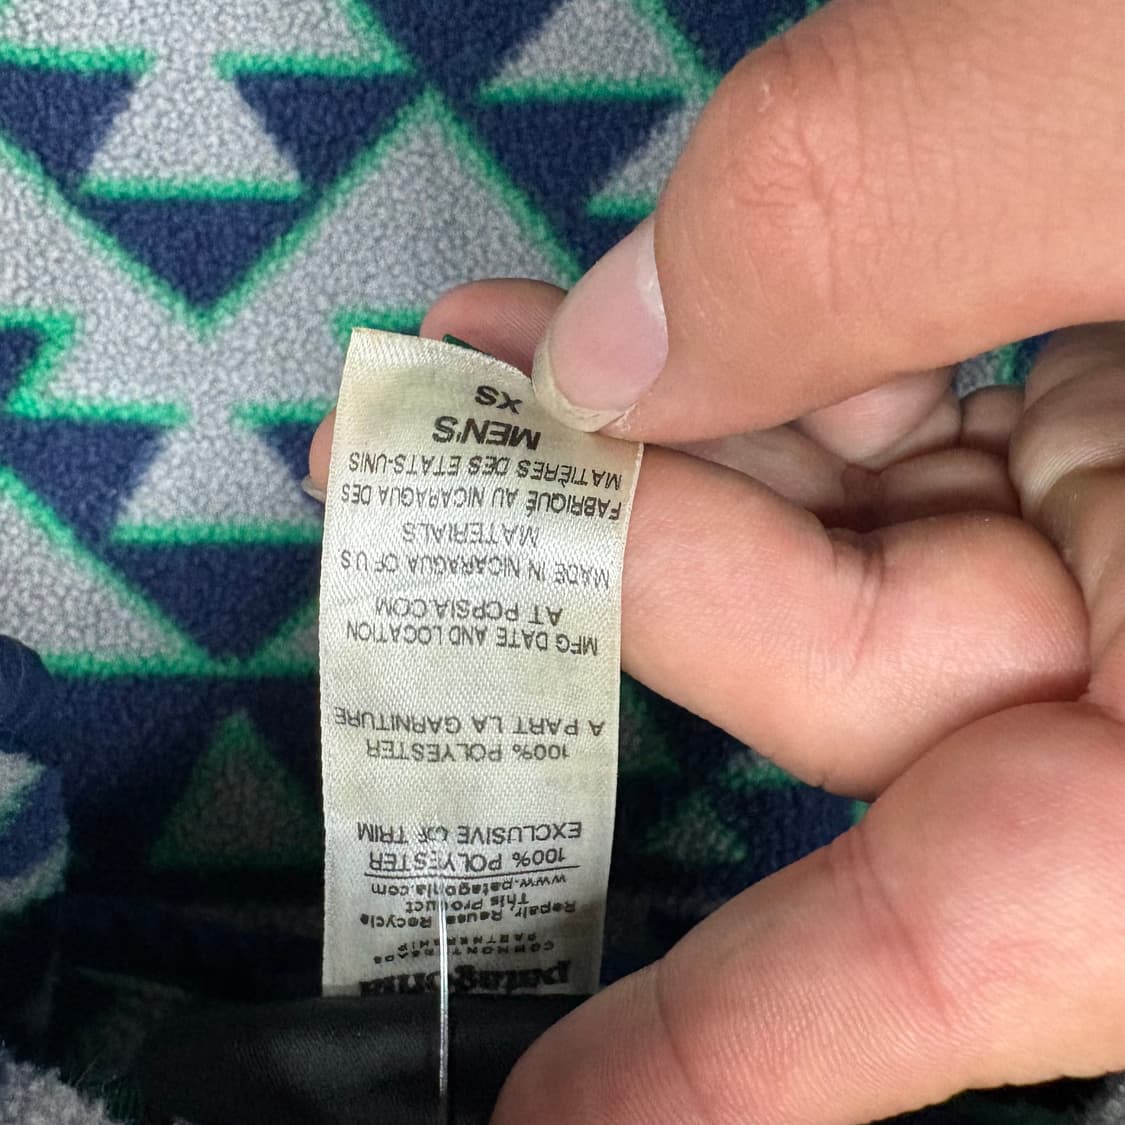 patagonia
COMMON THREADS
PARTNERSHIP
Repair, Reuse, Recycle
This Product
www.patagonia.com
100% POLYESTER
EXCLUSIVE OF TRIM
100% POLYESTER
A PART LA GARNITURE
MFG DATE AND LOCATION
AT PCPSIA.COM
MADE IN NICARAGUA OF US
MATERIALS
FABRIQUÉ AU NICARAGUA DES
MATIÈRES DES ETATS-UNIS
MEN'S
XS